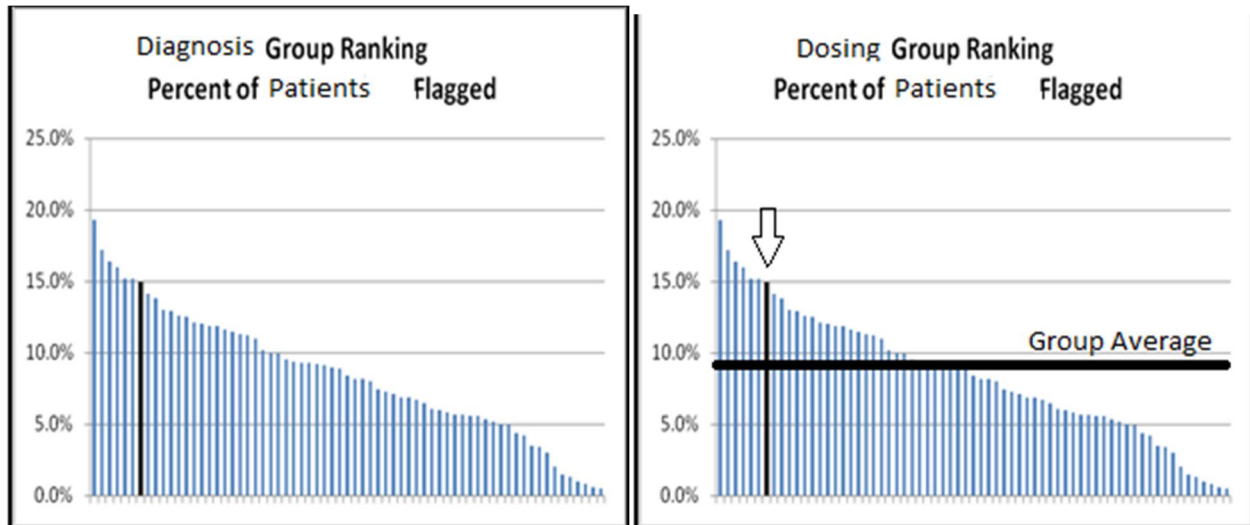 Diagnosis Group Ranking
Percent of Patients Flagged
25.0%
20.0%
15.0%
10.0%
5.0%
0.0%
Dosing Group Ranking
Percent of Patients Flagged
25.0%
20.0%
15.0%
10.0%
5.0%
0.0%
Group Average